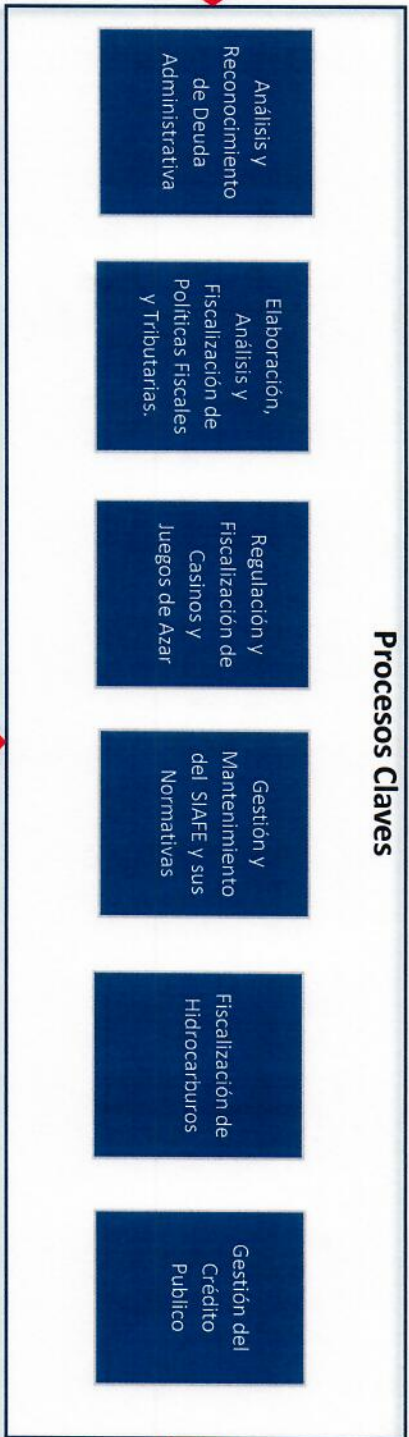 Procesos Claves
Análisis y
Reconocimiento
de Deuda
Administrativa
Elaboración,
Análisis y
Fiscalización de
Políticas Fiscales
y Tributarias.
Regulación y
Fiscalización de
Casinos y
Juegos de Azar
Gestión y
Mantenimiento
del SIAFE y sus
Normativas
Fiscalización de
Hidrocarburos
Gestión del
Crédito
Publico